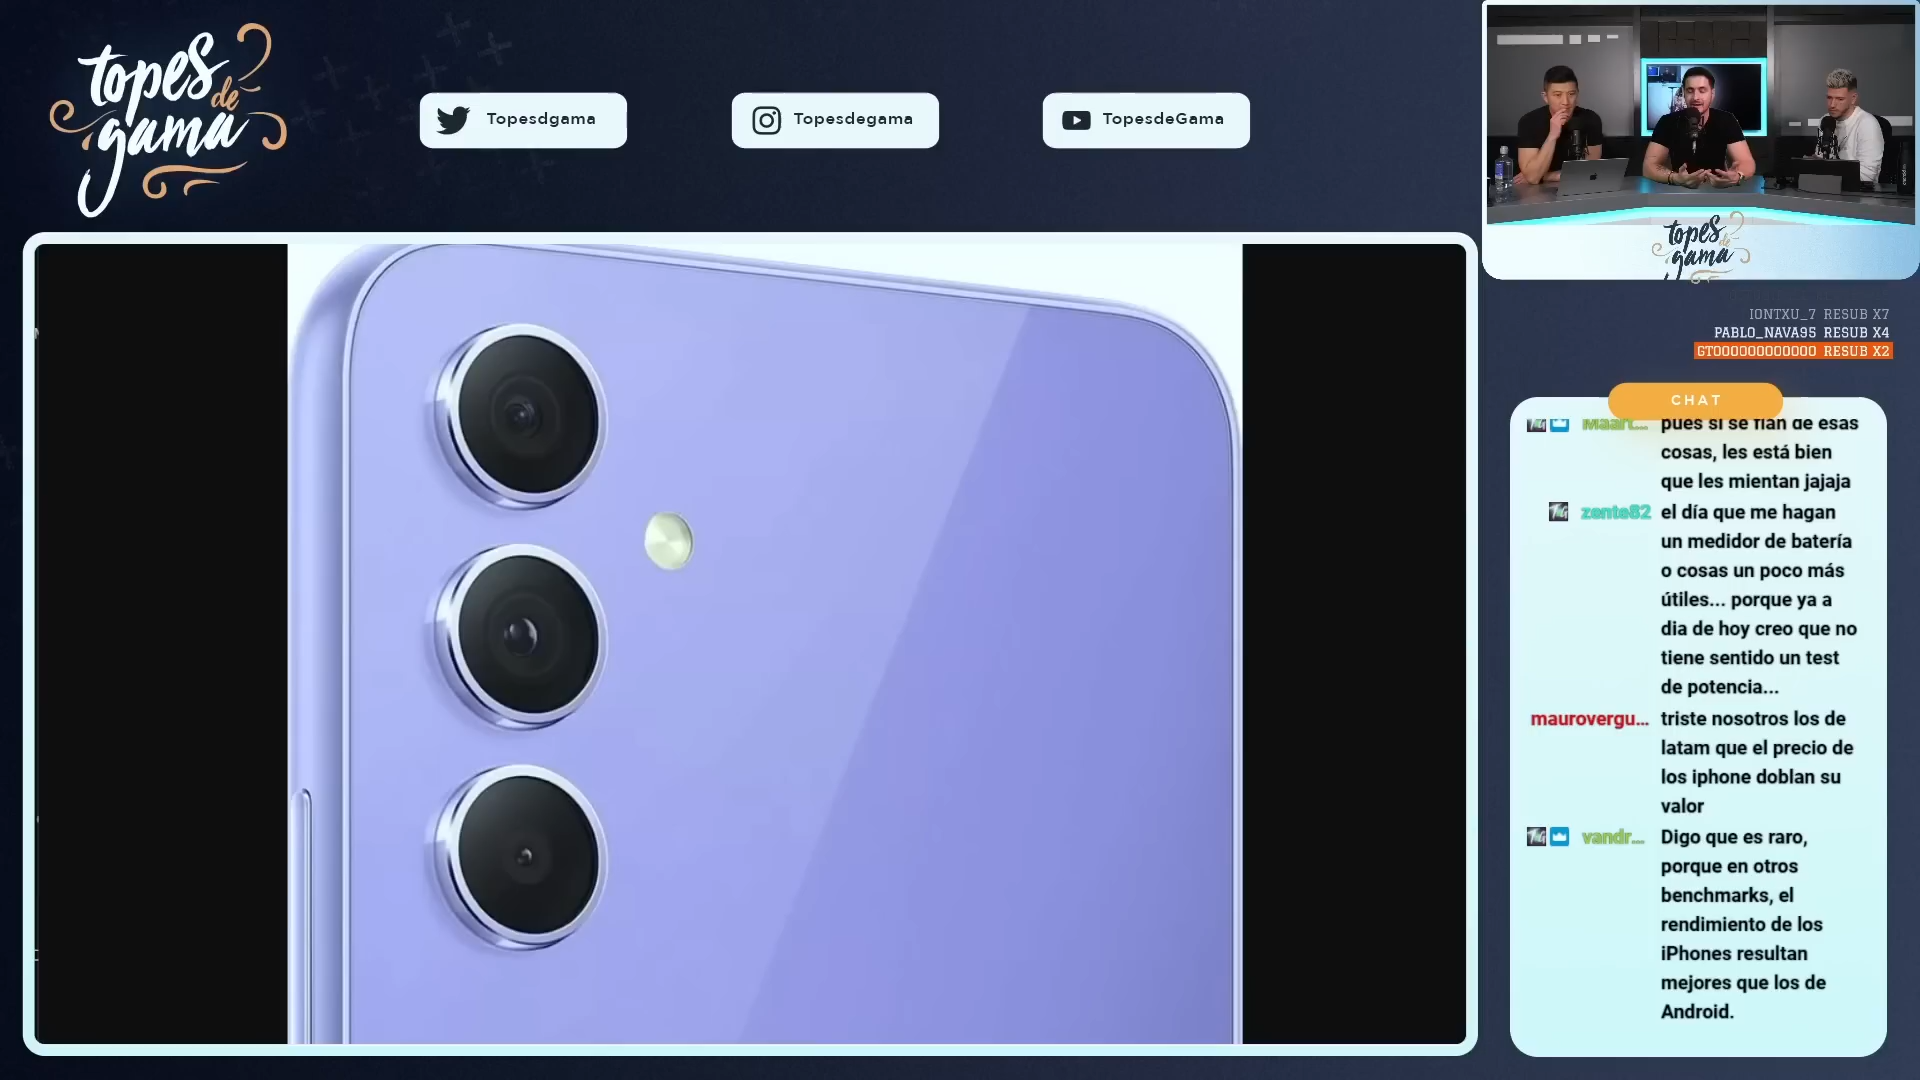 topes
de
gama
Topesdgama
Topesdegama
TopesdeGama
topes
de
gama
IONTXU_7 RESUB X7
PABLO_NAVA95 RESUB X4
GT000000000000 RESUB X2
CHAT
Maart... pues si se fían de esas
cosas, les está bien
que les mientan jajaja
zente82 el día que me hagan
un medidor de batería
o cosas un poco más
útiles... porque ya a
dia de hoy creo que no
tiene sentido un test
de potencia...
maurovergu... triste nosotros los de
latam que el precio de
los iphone doblan su
valor
vandr... Digo que es raro,
porque en otros
benchmarks, el
rendimiento de los
iPhones resultan
mejores que los de
Android.